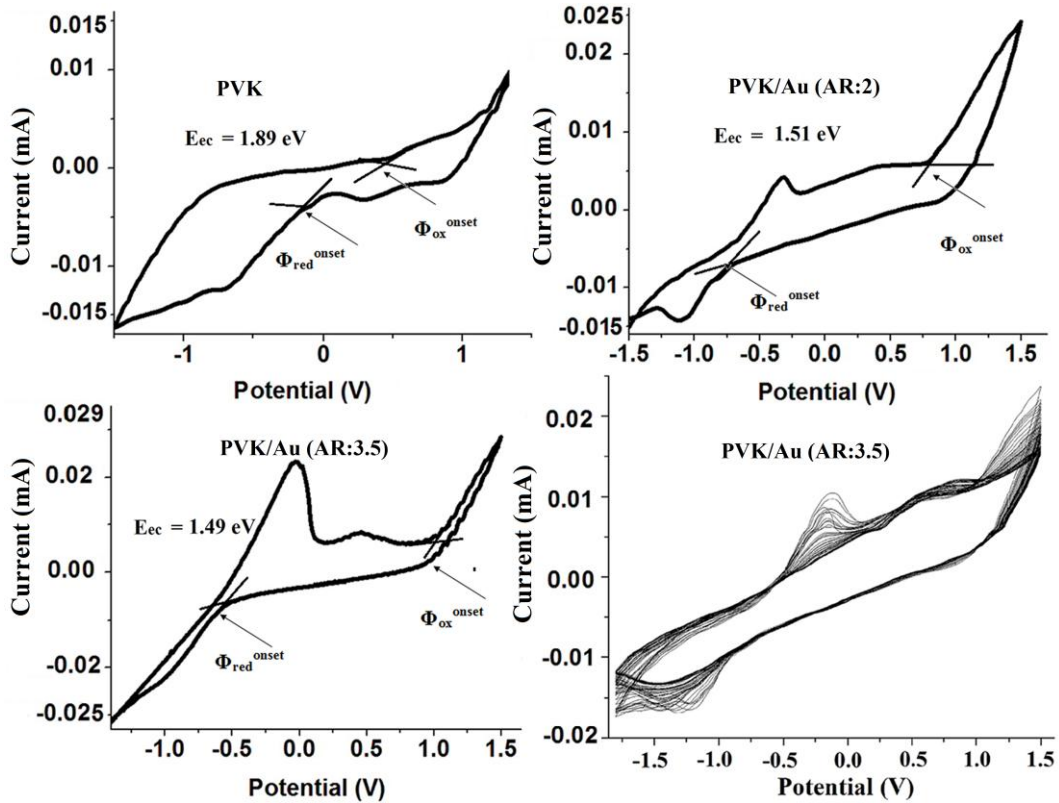 0.015
0.01
0.00
-0.01
-0.015
Current (mA)
PVK
Eec = 1.89 eV
Φred onset
Φox onset
-1 0 1
Potential (V)
0.025
0.015
0.010
0.000
-0.01
-0.015
Current (mA)
PVK/Au (AR:2)
Eec = 1.51 eV
Φox onset
Φred onset
-1.5 -1.0 -0.5 0.0 0.5 1.0 1.5
Potential (V)
0.029
0.02
0.00
-0.02
-0.025
Current (mA)
PVK/Au (AR:3.5)
Eec = 1.49 eV
Φred onset
Φox onset
-1.0 -0.5 0.0 0.5 1.0 1.5
Potential (V)
0.02
0.01
0.00
-0.01
-0.02
Current (mA)
PVK/Au (AR:3.5)
-1.5 -1.0 -0.5 0.0 0.5 1.0 1.5
Potential (V)